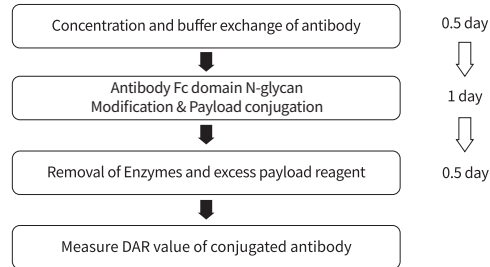 Concentration and buffer exchange of antibody
0.5 day
Antibody Fc domain N-glycan
Modification & Payload conjugation
1 day
Removal of Enzymes and excess payload reagent
0.5 day
Measure DAR value of conjugated antibody